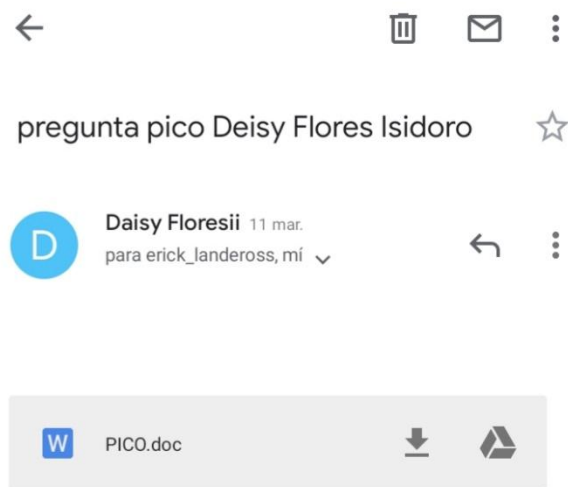 pregunta pico Deisy Flores Isidoro
D
Daisy Floresii 11 mar.
para erick_landeross, mí
W PICO.doc